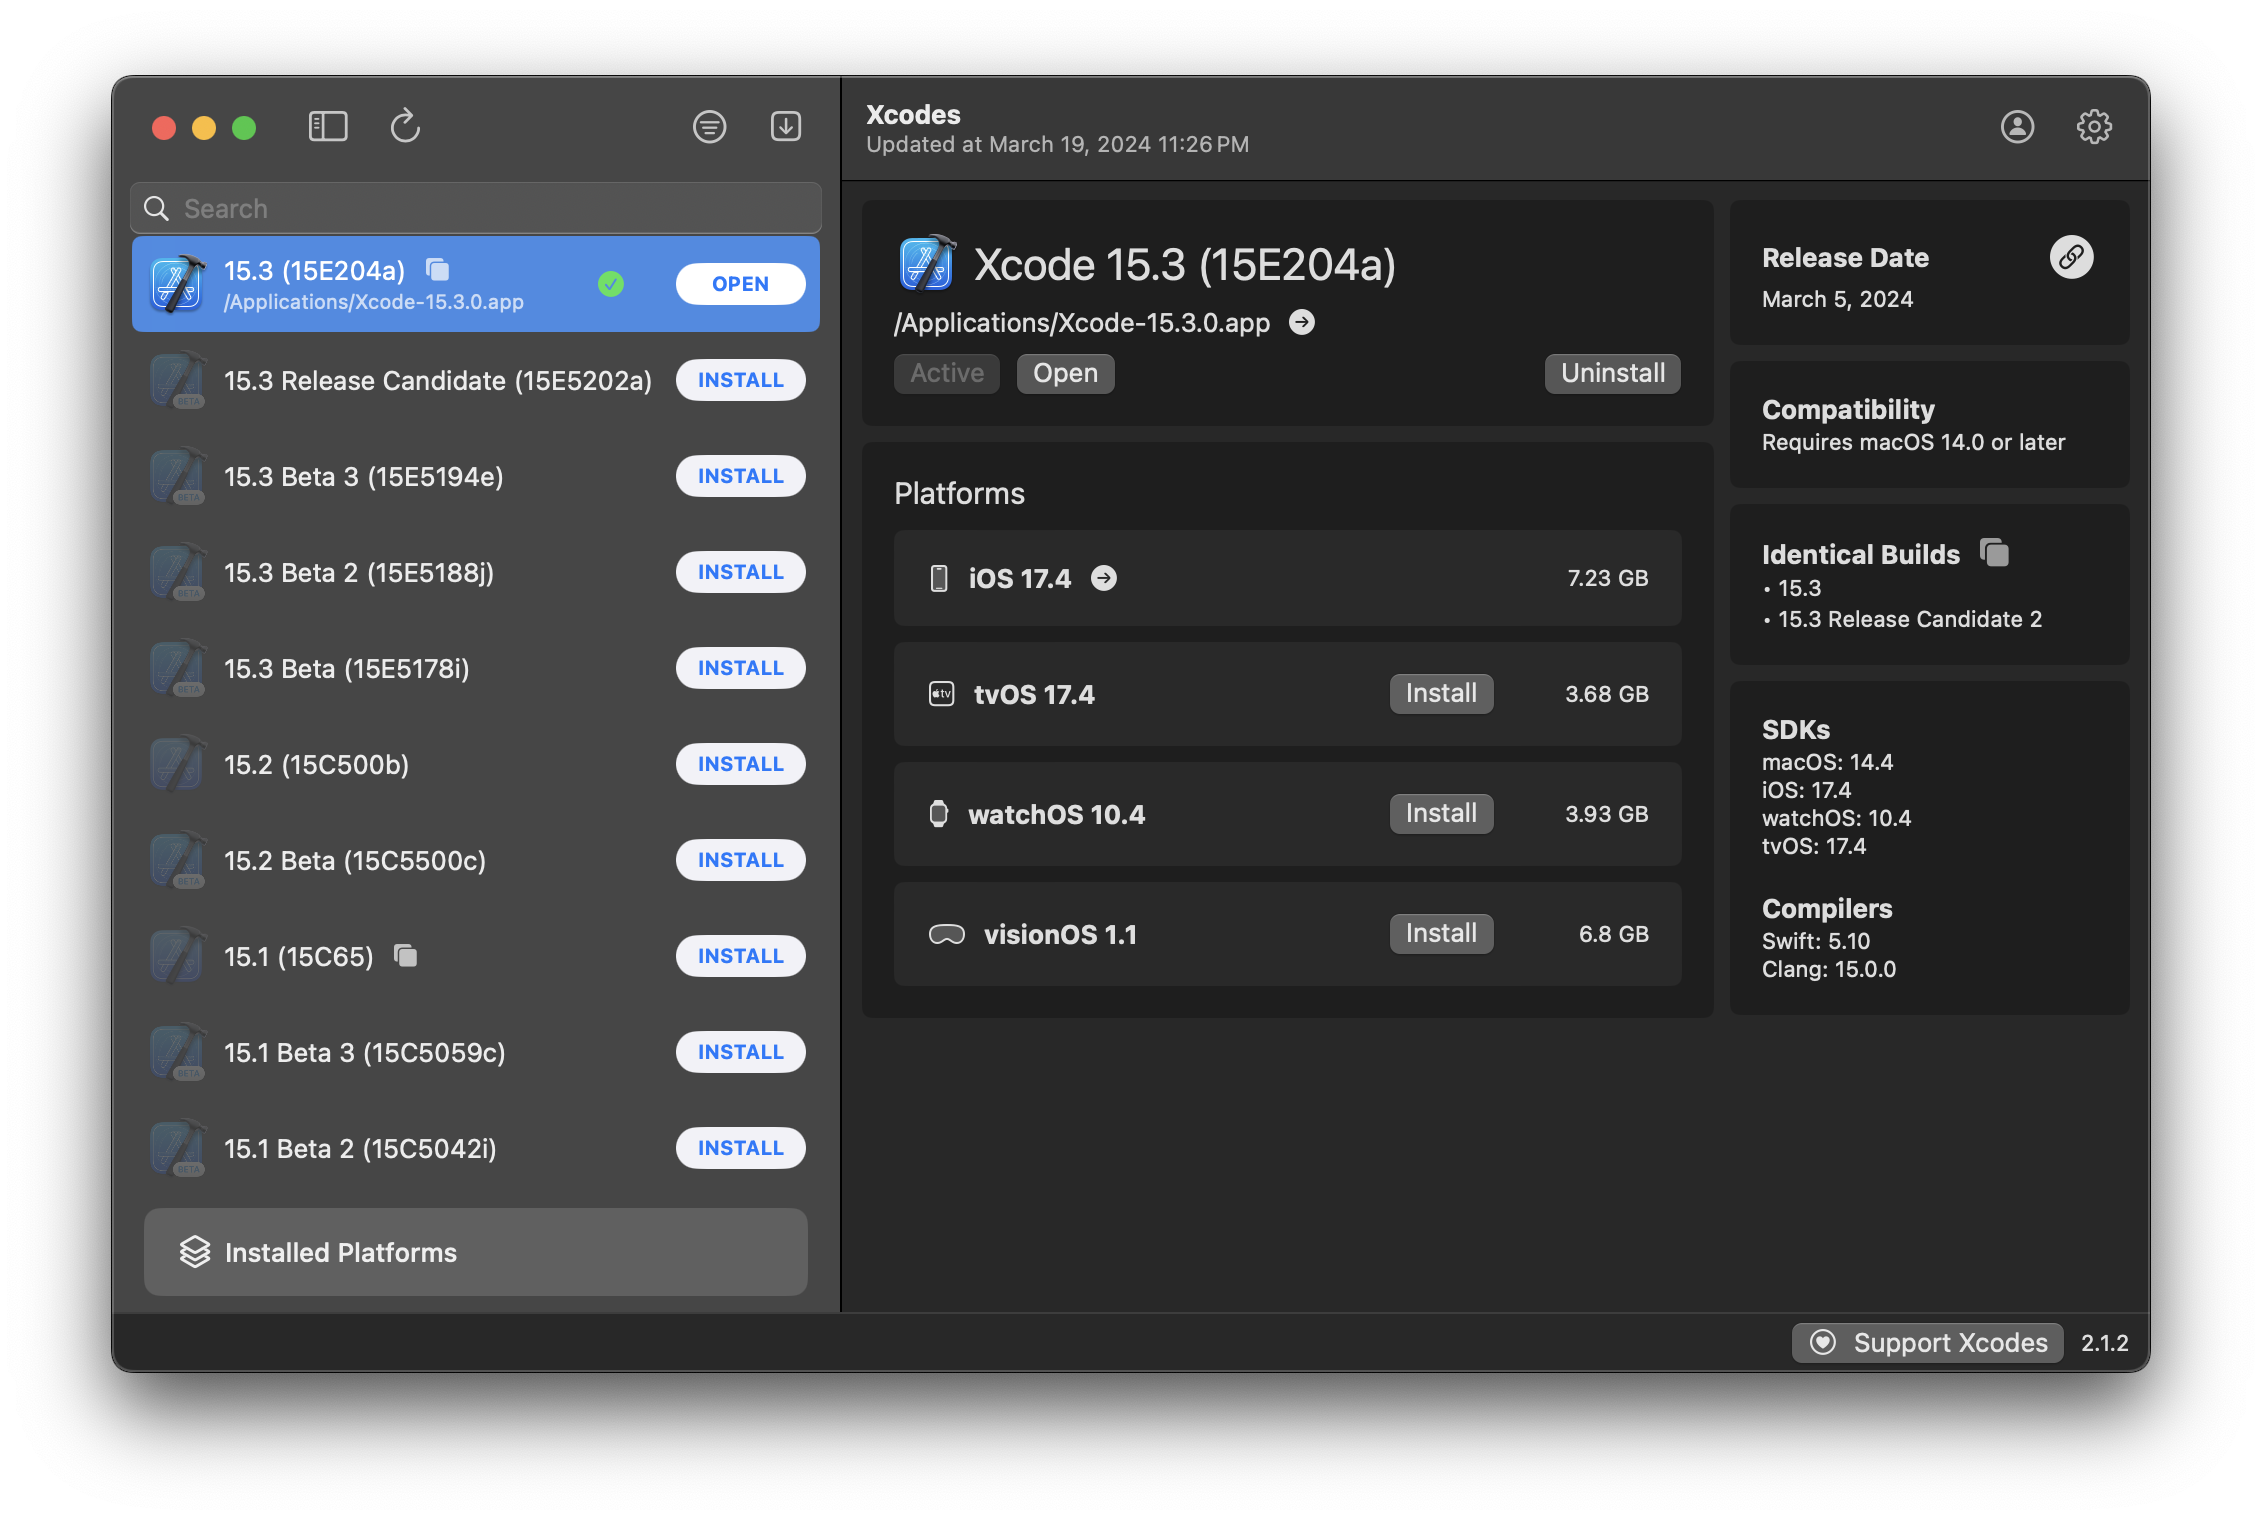 Search
15.3 (15E204a)
/Applications/Xcode-15.3.0.app
OPEN
15.3 Release Candidate (15E5202a)
INSTALL
BETA
15.3 Beta 3 (15E5194e)
INSTALL
BETA
15.3 Beta 2 (15E5188j)
INSTALL
BETA
15.3 Beta (15E5178i)
INSTALL
BETA
15.2 (15C500b)
INSTALL
15.2 Beta (15C5500c)
INSTALL
BETA
15.1 (15C65)
INSTALL
15.1 Beta 3 (15C5059c)
INSTALL
BETA
15.1 Beta 2 (15C5042i)
INSTALL
BETA
Installed Platforms
Xcodes
Updated at March 19, 2024 11:26 PM
Xcode 15.3 (15E204a)
/Applications/Xcode-15.3.0.app
Active
Open
Uninstall
Platforms
iOS 17.4
7.23 GB
tv
tvOS 17.4
Install
3.68 GB
watchOS 10.4
Install
3.93 GB
visionOS 1.1
Install
6.8 GB
Release Date
March 5, 2024
Compatibility
Requires macOS 14.0 or later
Identical Builds
• 15.3
• 15.3 Release Candidate 2
SDKs
macOS: 14.4
iOS: 17.4
watchOS: 10.4
tvOS: 17.4
Compilers
Swift: 5.10
Clang: 15.0.0
Support Xcodes
2.1.2